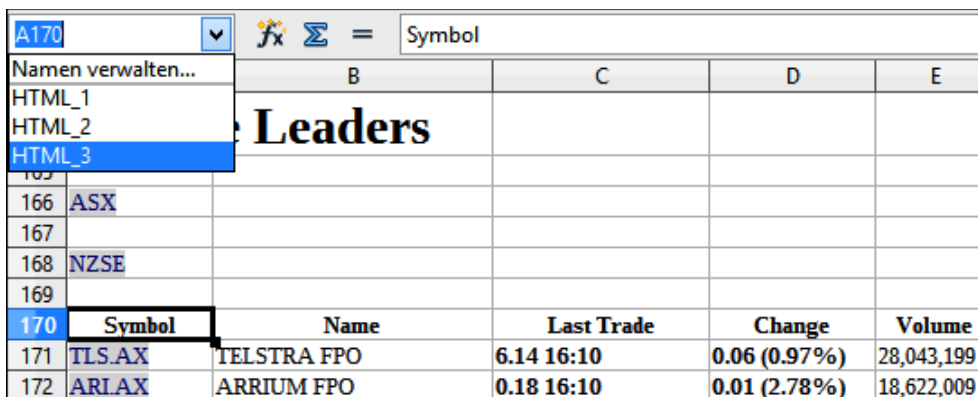 A170 fx Σ = Symbol
Namen verwalten... B C D E
HTML_1
HTML_2 Leaders
HTML_3
165
166 ASX
167
168 NZSE
169
170 Symbol Name Last Trade Change Volume
171 TLS.AX TELSTRA FPO 6.14 16:10 0.06 (0.97%) 28,043,199
172 ARI.AX ARRIUM FPO 0.18 16:10 0.01 (2.78%) 18,622,009